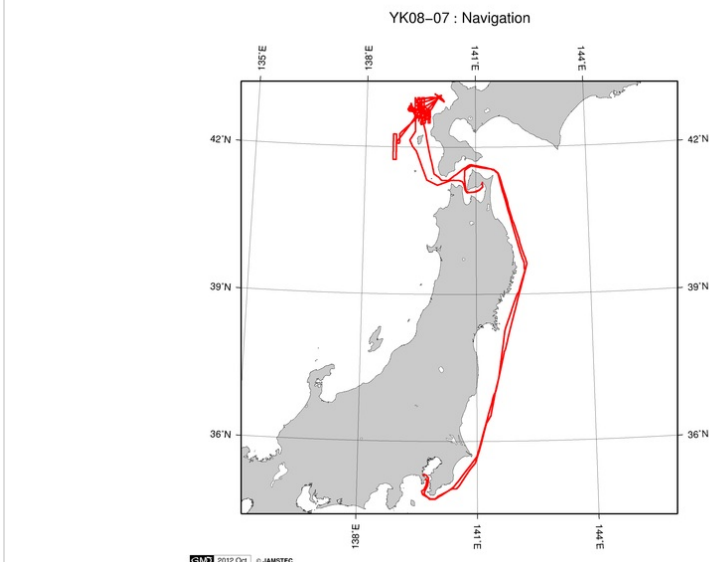 YK08−07 : Navigation
135˚E 138˚E 141˚E 144˚E
42˚N 42˚N
39˚N 39˚N
36˚N 36˚N
138˚E 141˚E 144˚E
GMD 2012 Oct © JAMSTEC